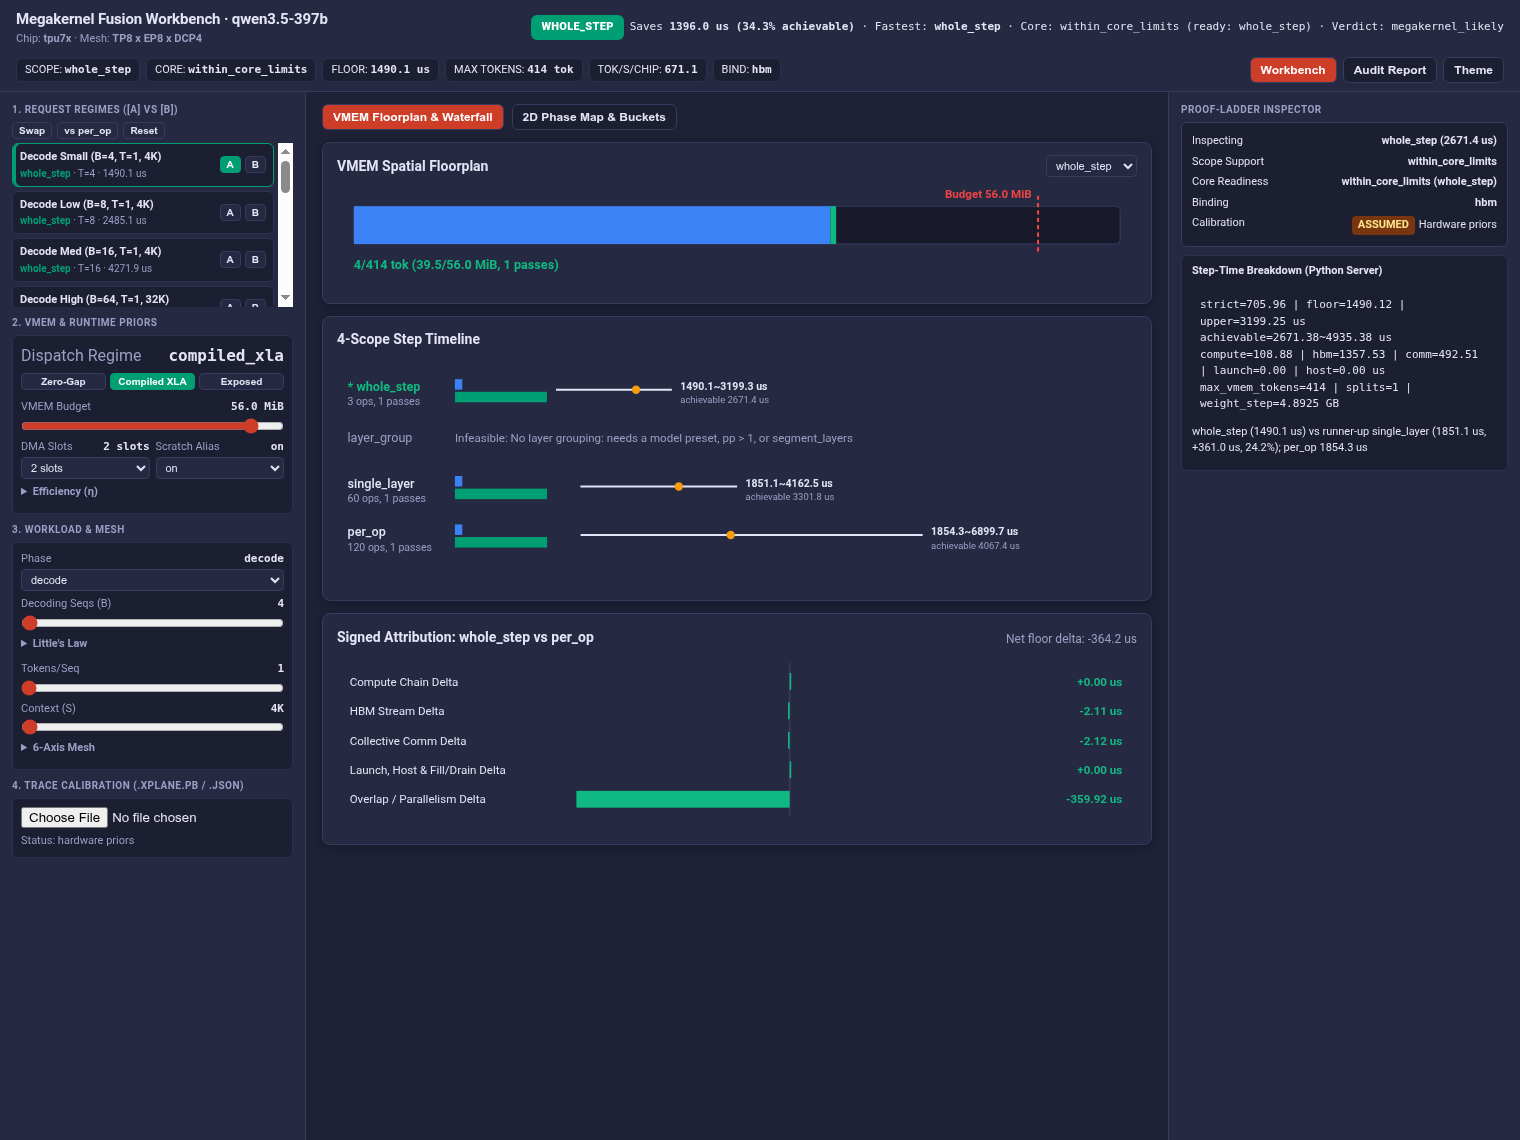 Megakernel Fusion Workbench · qwen3.5-397b
Chip: tpu7x · Mesh: TP8 x EP8 x DCP4
WHOLE_STEP Saves 1396.0 us (34.3% achievable) · Fastest: whole_step · Core: within_core_limits (ready: whole_step) · Verdict: megakernel_likely
SCOPE: whole_step CORE: within_core_limits FLOOR: 1490.1 us MAX TOKENS: 414 tok TOK/S/CHIP: 671.1 BIND: hbm
Workbench Audit Report Theme
1. REQUEST REGIMES ([A] VS [B])
Swap vs per_op Reset
Decode Small (B=4, T=1, 4K)
whole_step · T=4 · 1490.1 us
A B
Decode Low (B=8, T=1, 4K)
whole_step · T=8 · 2485.1 us
A B
Decode Med (B=16, T=1, 4K)
whole_step · T=16 · 4271.9 us
A B
Decode High (B=64, T=1, 32K)
A B
2. VMEM & RUNTIME PRIORS
Dispatch Regime compiled_xla
Zero-Gap Compiled XLA Exposed
VMEM Budget 56.0 MiB
DMA Slots 2 slots Scratch Alias on
2 slots on
Efficiency (η)
3. WORKLOAD & MESH
Phase decode
decode
Decoding Seqs (B) 4
Little's Law
Tokens/Seq 1
Context (S) 4K
6-Axis Mesh
4. TRACE CALIBRATION (.XPLANE.PB / .JSON)
Choose File No file chosen
Status: hardware priors
VMEM Floorplan & Waterfall 2D Phase Map & Buckets
VMEM Spatial Floorplan whole_step
Budget 56.0 MiB
4/414 tok (39.5/56.0 MiB, 1 passes)
4-Scope Step Timeline
* whole_step
3 ops, 1 passes
1490.1~3199.3 us
achievable 2671.4 us
layer_group Infeasible: No layer grouping: needs a model preset, pp > 1, or segment_layers
single_layer
60 ops, 1 passes
1851.1~4162.5 us
achievable 3301.8 us
per_op
120 ops, 1 passes
1854.3~6899.7 us
achievable 4067.4 us
Signed Attribution: whole_step vs per_op Net floor delta: -364.2 us
Compute Chain Delta +0.00 us
HBM Stream Delta -2.11 us
Collective Comm Delta -2.12 us
Launch, Host & Fill/Drain Delta +0.00 us
Overlap / Parallelism Delta -359.92 us
PROOF-LADDER INSPECTOR
Inspecting whole_step (2671.4 us)
Scope Support within_core_limits
Core Readiness within_core_limits (whole_step)
Binding hbm
Calibration ASSUMED Hardware priors
Step-Time Breakdown (Python Server)
strict=705.96 | floor=1490.12 |
upper=3199.25 us
achievable=2671.38~4935.38 us
compute=108.88 | hbm=1357.53 | comm=492.51
| launch=0.00 | host=0.00 us
max_vmem_tokens=414 | splits=1 |
weight_step=4.8925 GB
whole_step (1490.1 us) vs runner-up single_layer (1851.1 us,
+361.0 us, 24.2%); per_op 1854.3 us